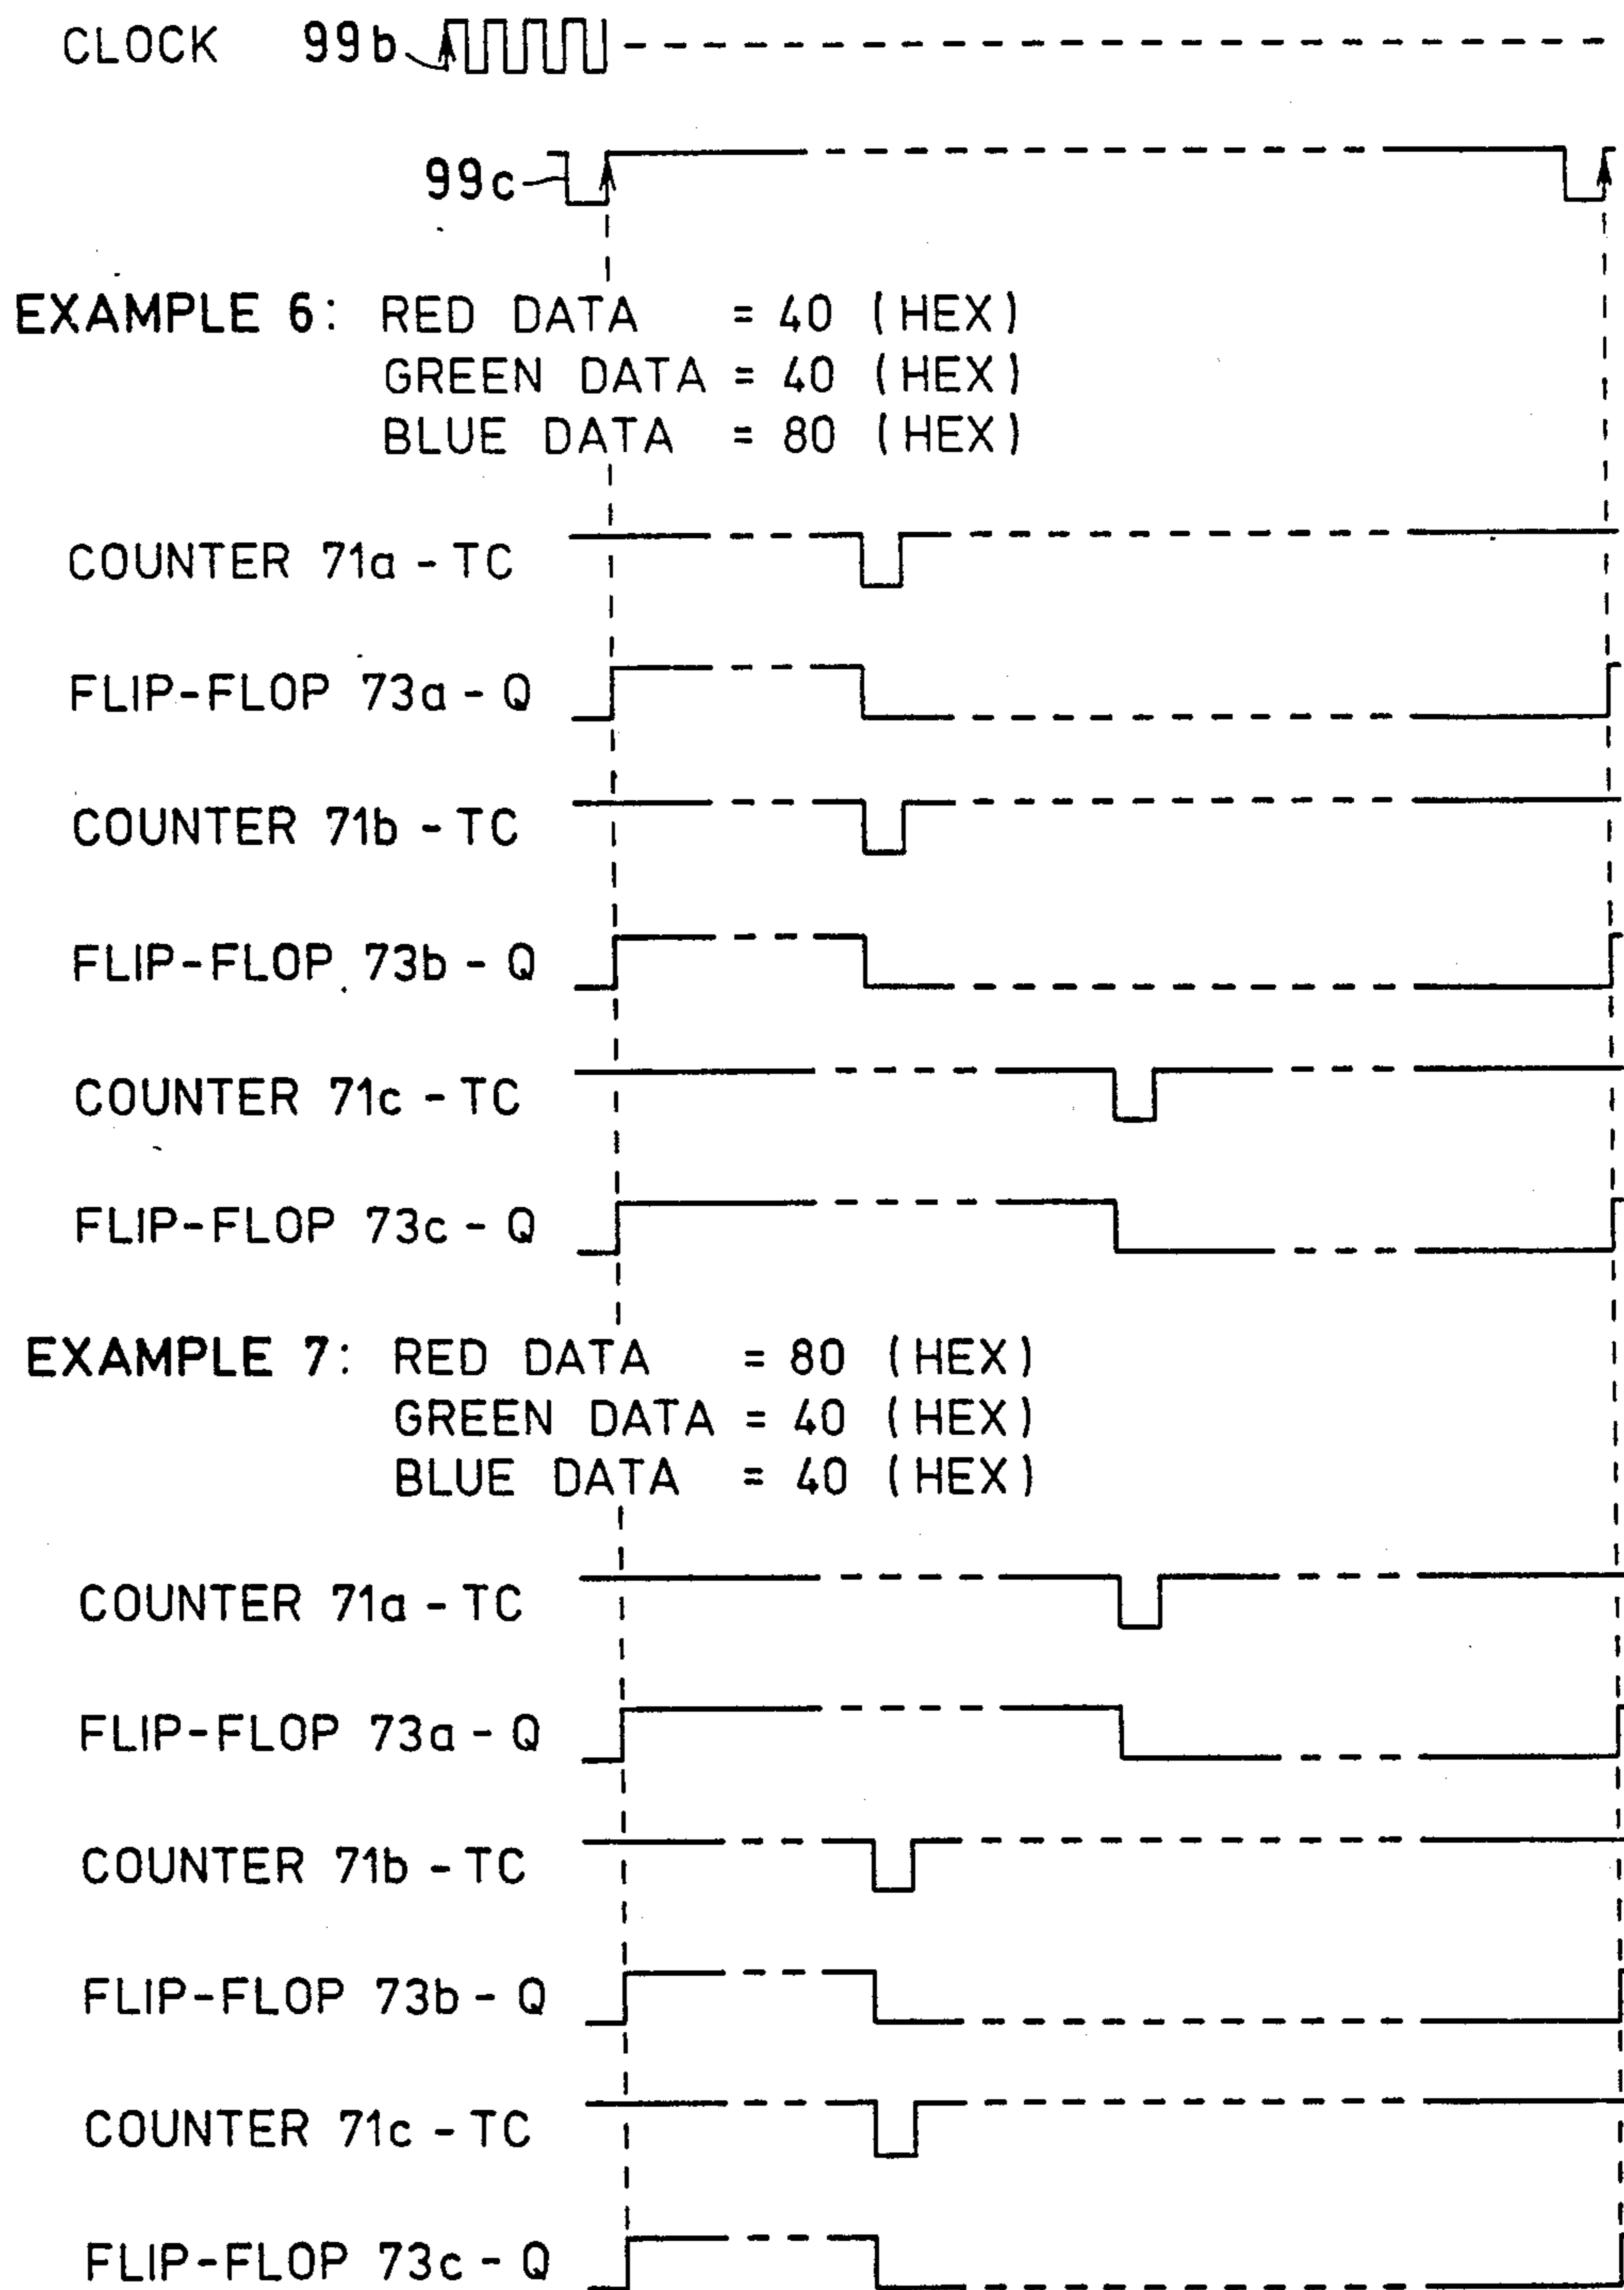 CLOCK 99b
99c
EXAMPLE 6: RED DATA = 40 (HEX)
GREEN DATA = 40 (HEX)
BLUE DATA = 80 (HEX)
COUNTER 71a - TC
FLIP-FLOP 73a - Q
COUNTER 71b - TC
FLIP-FLOP 73b - Q
COUNTER 71c - TC
FLIP-FLOP 73c - Q
EXAMPLE 7: RED DATA = 80 (HEX)
GREEN DATA = 40 (HEX)
BLUE DATA = 40 (HEX)
COUNTER 71a - TC
FLIP-FLOP 73a - Q
COUNTER 71b - TC
FLIP-FLOP 73b - Q
COUNTER 71c - TC
FLIP-FLOP 73c - Q